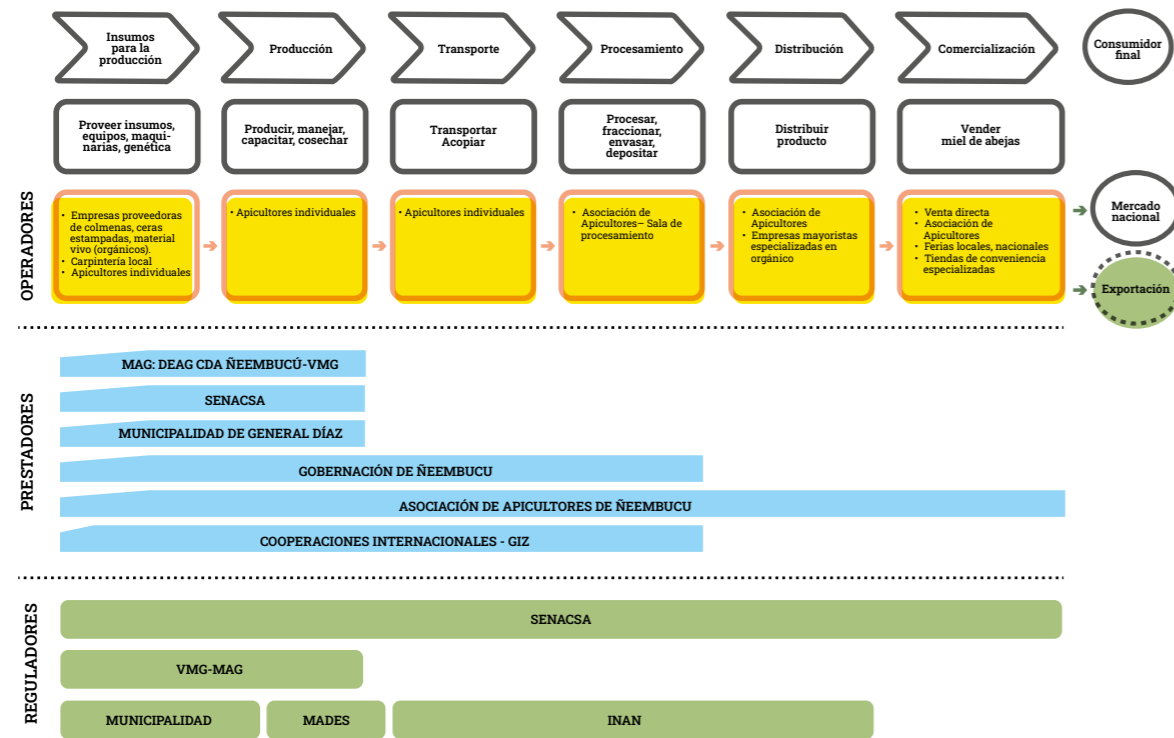 Insumos
para la
producción
Producción
Transporte
Procesamiento
Distribución
Comercialización
Consumidor
final
Proveer insumos,
equipos, maqui-
narias, genética
Producir, manejar,
capacitar, cosechar
Transportar
Acopiar
Procesar,
fraccionar,
envasar,
depositar
Distribuir
producto
Vender
miel de abejas
OPERADORES
• Empresas proveedoras
de colmenas, ceras
estampadas, material
vivo (orgánicos).
• Carpintería local
• Apicultores individuales
• Apicultores individuales
• Apicultores individuales
• Asociación de
Apicultores– Sala de
procesamiento
• Asociación de
Apicultores
• Empresas mayoristas
especializadas en
orgánico
• Venta directa
• Asociación de
Apicultores
• Ferias locales, nacionales
• Tiendas de conveniencia
especializadas
Mercado
nacional
Exportación
PRESTADORES
MAG: DEAG CDA ÑEEMBUCÚ-VMG
SENACSA
MUNICIPALIDAD DE GENERAL DÍAZ
GOBERNACIÓN DE ÑEEMBUCU
ASOCIACIÓN DE APICULTORES DE ÑEEMBUCU
COOPERACIONES INTERNACIONALES - GIZ
REGULADORES
SENACSA
VMG-MAG
MUNICIPALIDAD
MADES
INAN